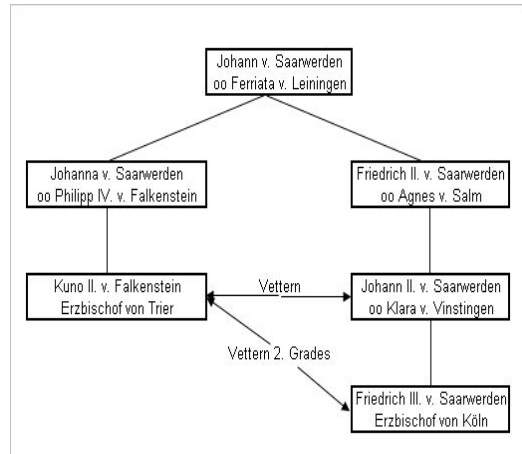 Johann v. Saarwerden
oo Ferriata v. Leiningen
Johanna v. Saarwerden
oo Philipp IV. v. Falkenstein
Friedrich II. v. Saarwerden
oo Agnes v. Salm
Kuno II. v. Falkenstein
Erzbischof von Trier
Vettern
Johann II. v. Saarwerden
oo Klara v. Vinstingen
Vettern 2. Grades
Friedrich III. v. Saarwerden
Erzbischof von Köln